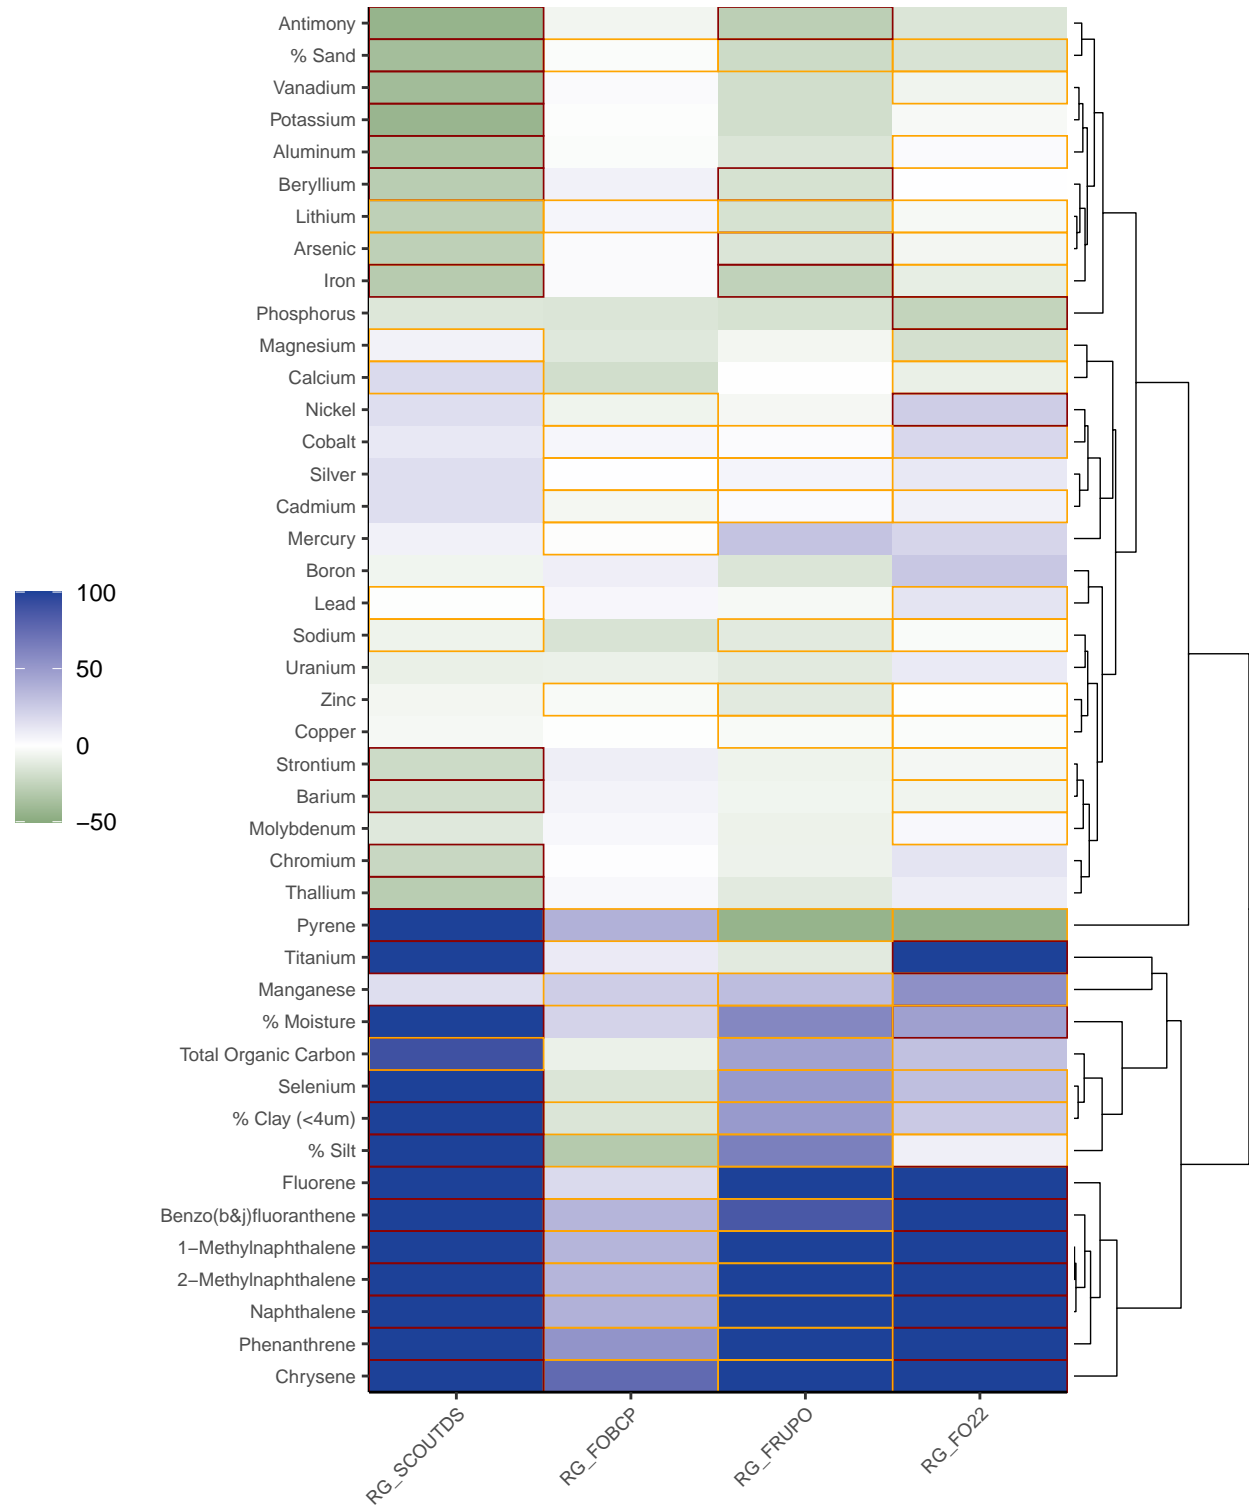 Antimony
% Sand
Vanadium
Potassium
Aluminum
Beryllium
Lithium
Arsenic
Iron
Phosphorus
Magnesium
Calcium
Nickel
Cobalt
Silver
Cadmium
Mercury
Boron
Lead
Sodium
Uranium
Zinc
Copper
Strontium
Barium
Molybdenum
Chromium
Thallium
Pyrene
Titanium
Manganese
% Moisture
Total Organic Carbon
Selenium
% Clay (<4um)
% Silt
Fluorene
Benzo(b&j)fluoranthene
1−Methylnaphthalene
2−Methylnaphthalene
Naphthalene
Phenanthrene
Chrysene
100
50
0
−50
RG_SCOUTDS
RG_FOBCP
RG_FRUPO
RG_FO22